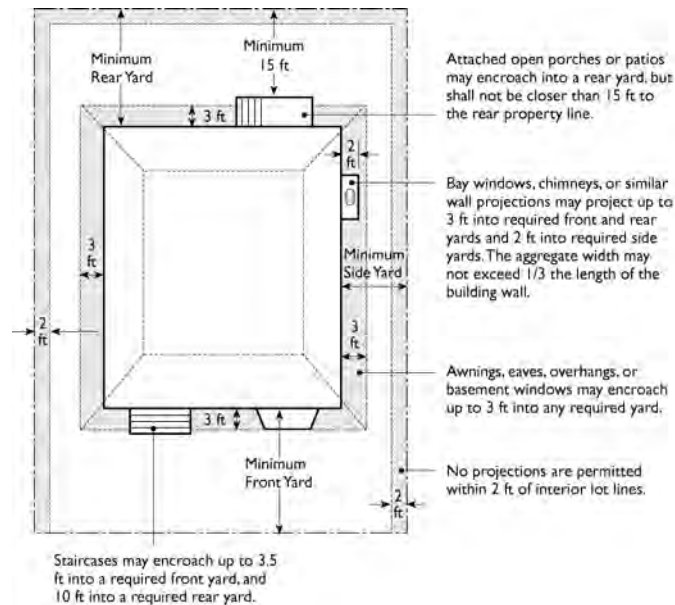 Minimum
Rear Yard
Minimum
15 ft
3 ft
2
ft
3
ft
Minimum
Side Yard
2
ft
3
ft
3 ft
Minimum
Front Yard
2
ft
Attached open porches or patios
may encroach into a rear yard, but
shall not be closer than 15 ft to
the rear property line.
Bay windows, chimneys, or similar
wall projections may project up to
3 ft into required front and rear
yards and 2 ft into required side
yards. The aggregate width may
not exceed 1/3 the length of the
building wall.
Awnings, eaves, overhangs, or
basement windows may encroach
up to 3 ft into any required yard.
No projections are permitted
within 2 ft of interior lot lines.
Staircases may encroach up to 3.5
ft into a required front yard, and
10 ft into a required rear yard.